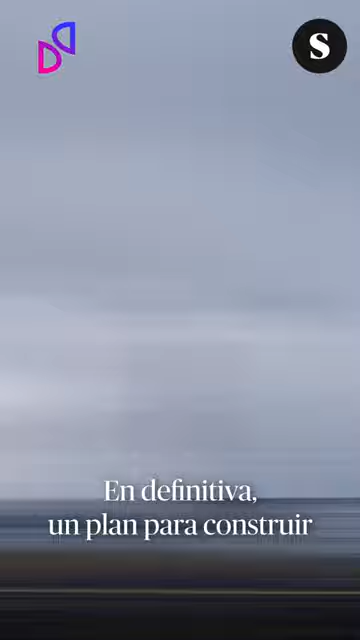 S
En definitiva,
un plan para construir